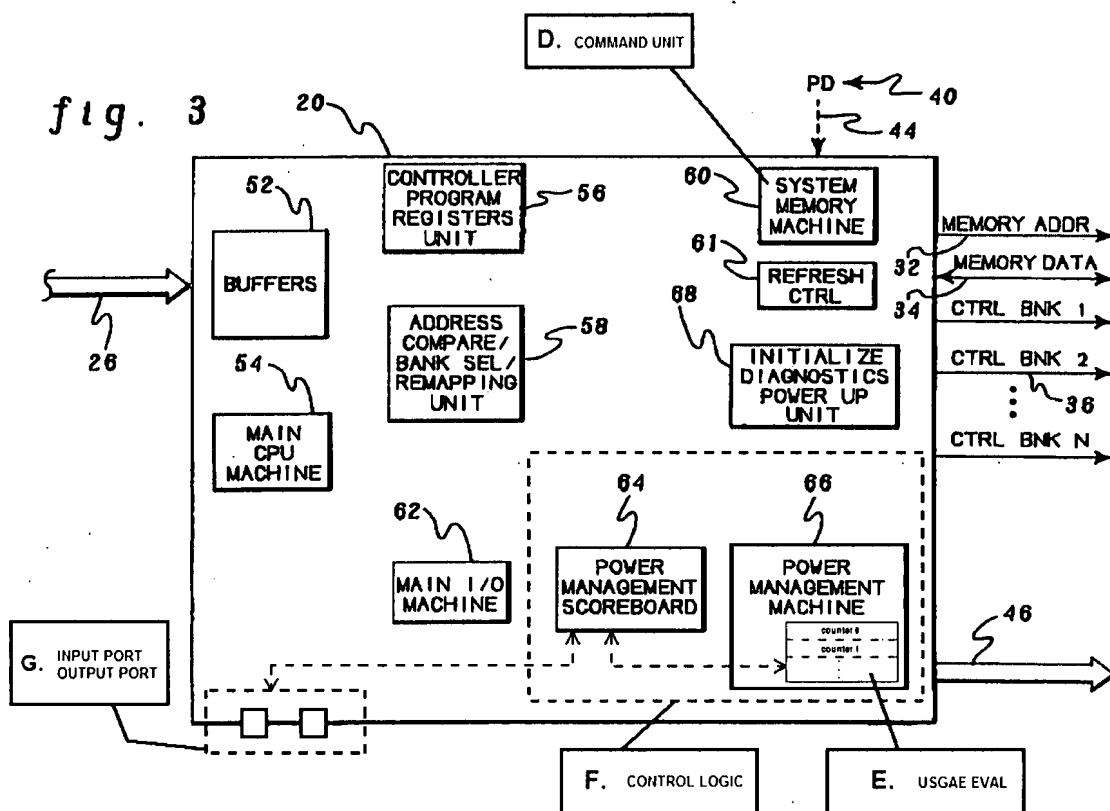 D. COMMAND UNIT
fig. 3
20
PD
40
44
52
CONTROLLER
PROGRAM
REGISTERS
UNIT
56
60
SYSTEM
MEMORY
MACHINE
MEMORY ADDR
32
61
REFRESH
CTRL
MEMORY DATA
34
BUFFERS
26
CTRL BNK 1
54
ADDRESS
COMPARE/
BANK SEL/
REMAPPING
UNIT
58
68
INITIALIZE
DIAGNOSTICS
POWER UP
UNIT
CTRL BNK 2
36
MAIN
CPU
MACHINE
CTRL BNK N
62
64
66
MAIN I/O
MACHINE
POWER
MANAGEMENT
SCOREBOARD
POWER
MANAGEMENT
MACHINE
counter 0
counter 1
46
G. INPUT PORT
OUTPUT PORT
F. CONTROL LOGIC
E. USGAE EVAL